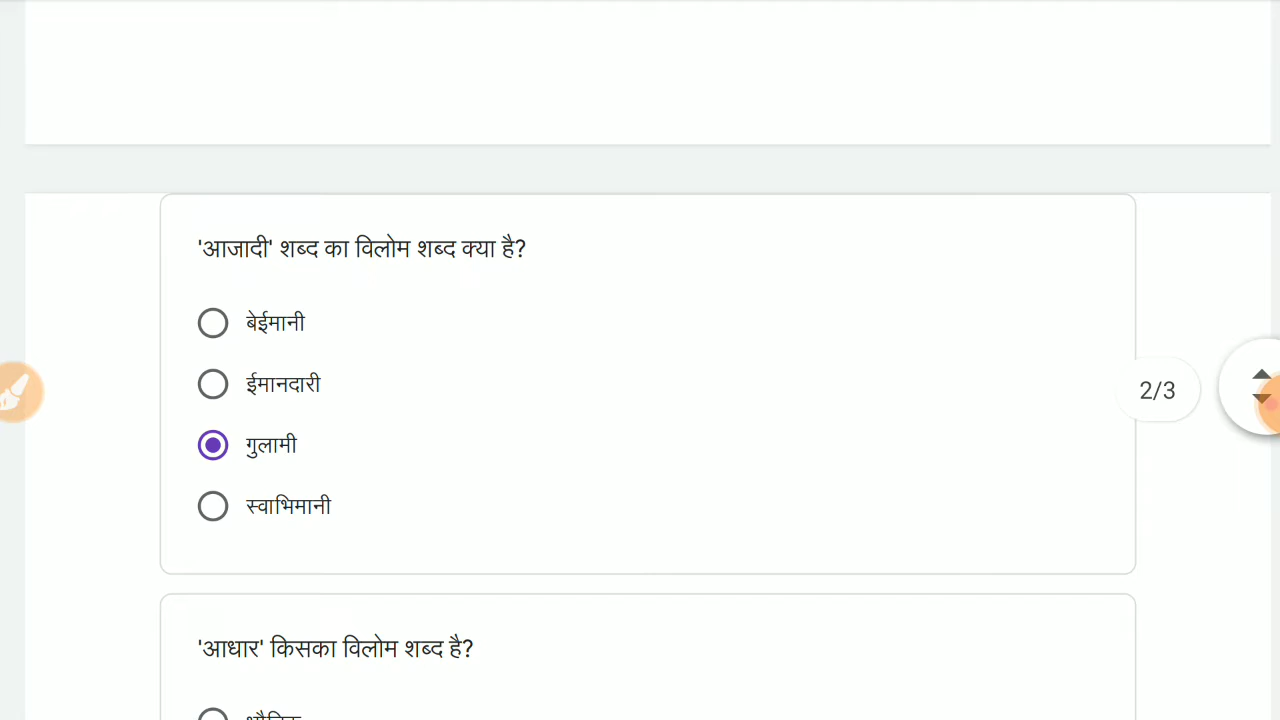 'आजादी' शब्द का विलोम शब्द क्या है?
बेईमानी
ईमानदारी
गुलामी
स्वाभिमानी
2/3
'आधार' किसका विलोम शब्द है?